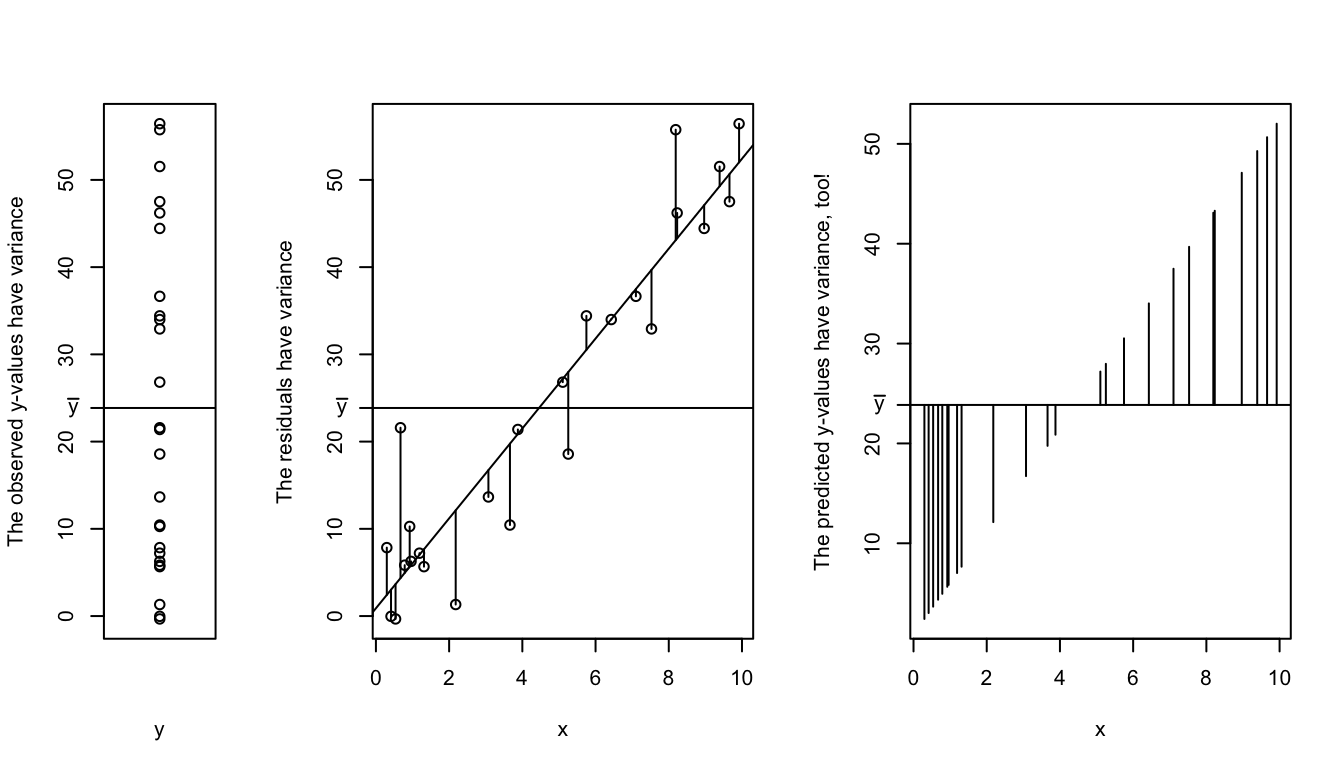 The observed y-values have variance
50
40
30
y̅
20
10
0
y
The residuals have variance
50
40
30
y̅
20
10
0
0 2 4 6 8 10
x
The predicted y-values have variance, too!
50
40
30
y̅
20
10
0 2 4 6 8 10
x